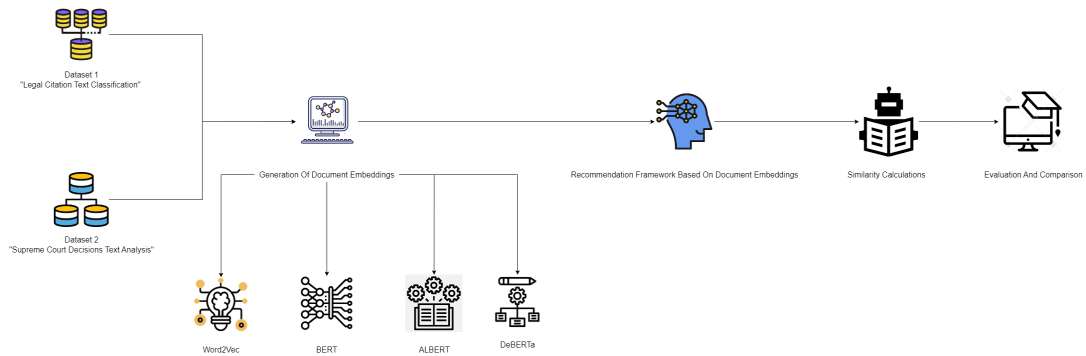 Dataset 1
"Legal Citation Text Classification"
Generation Of Document Embeddings
Recommendation Framework Based On Document Embeddings
Similarity Calculations
Evaluation And Comparison
Dataset 2
"Supreme Court Decisions Text Analysis"
Word2Vec
BERT
ALBERT
DeBERTa